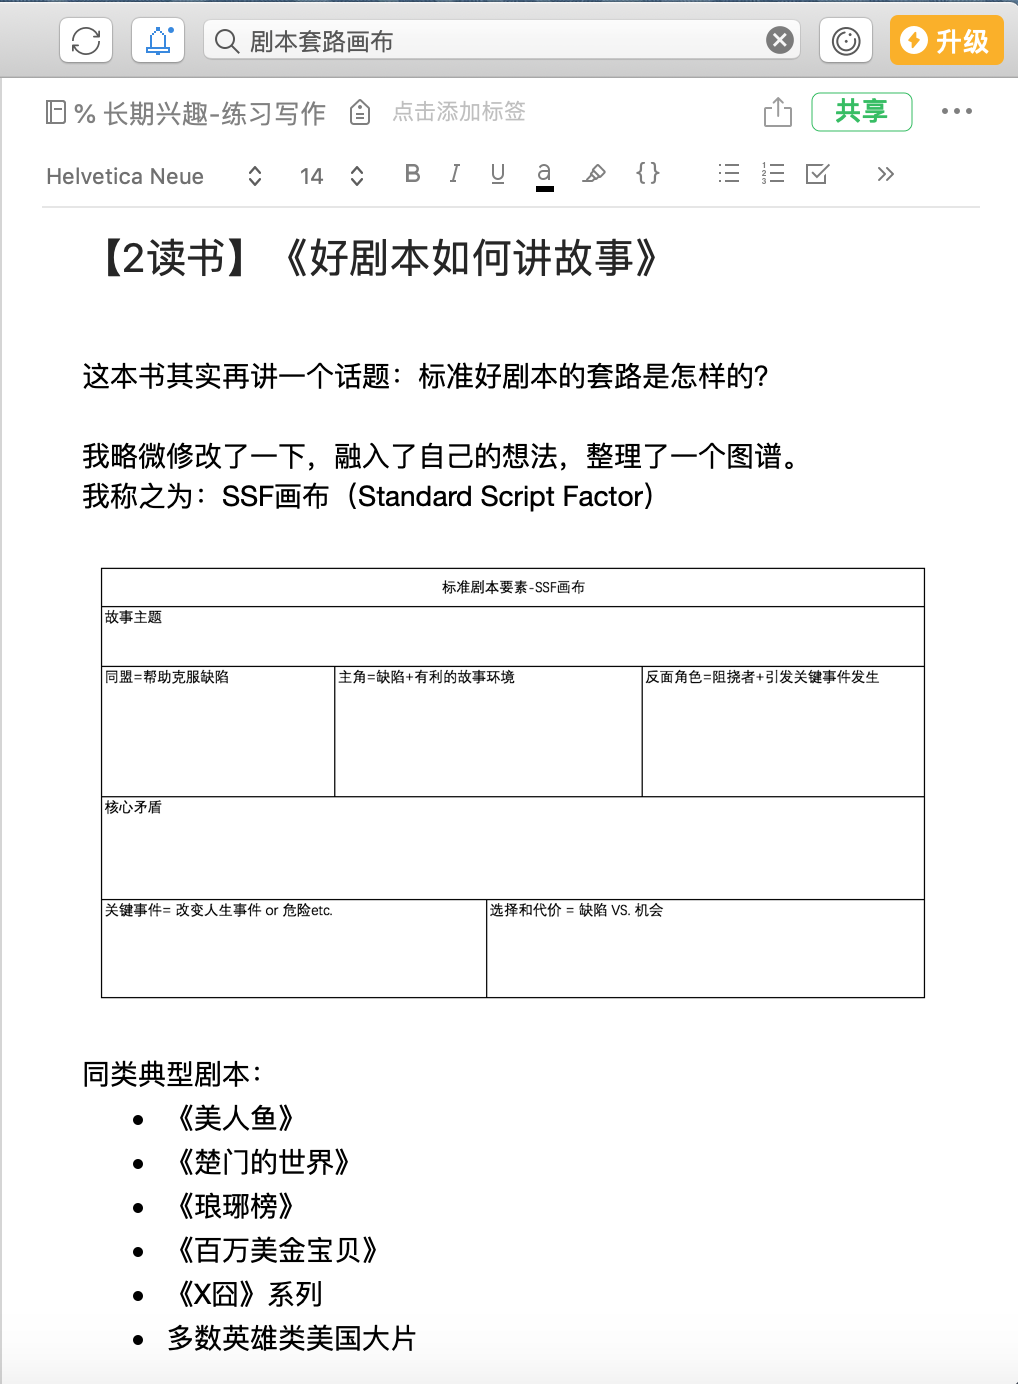 剧本套路画布
升级
% 长期兴趣-练习写作
点击添加标签
共享
Helvetica Neue 14 B I U a { }
【2读书】《好剧本如何讲故事》
这本书其实再讲一个话题：标准好剧本的套路是怎样的?
我略微修改了一下，融入了自己的想法，整理了一个图谱。
我称之为：SSF画布（Standard Script Factor）
标准剧本要素-SSF画布
故事主题
同盟=帮助克服缺陷
主角=缺陷+有利的故事环境
反面角色=阻挠者+引发关键事件发生
核心矛盾
关键事件= 改变人生事件 or 危险etc.
选择和代价 = 缺陷 VS. 机会
同类典型剧本：
• 《美人鱼》
• 《楚门的世界》
• 《琅琊榜》
• 《百万美金宝贝》
• 《X囧》系列
• 多数英雄类美国大片